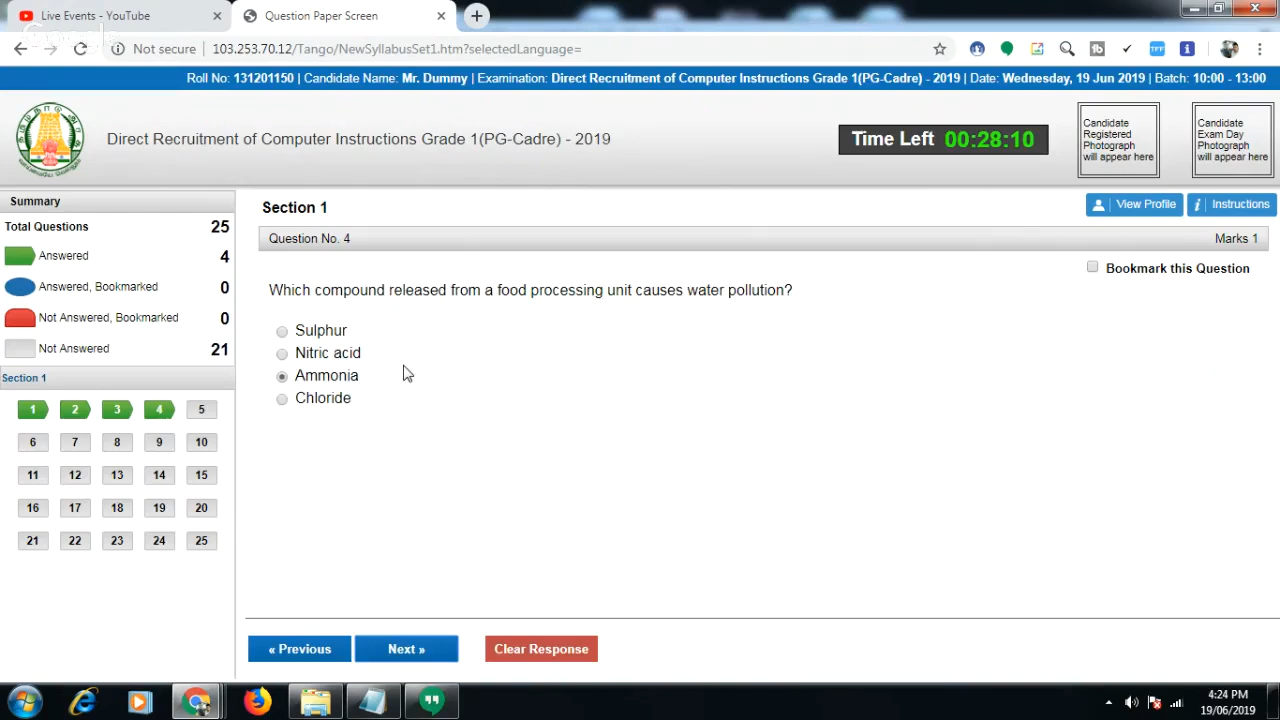 Live Events - YouTube
Question Paper Screen
Google
Not secure
103.253.70.12/Tango/NewSyllabusSet1.htm?selectedLanguage=
Roll No: 131201150 | Candidate Name: Mr. Dummy | Examination: Direct Recruitment of Computer Instructions Grade 1(PG-Cadre) - 2019 | Date: Wednesday, 19 Jun 2019 | Batch: 10:00 - 13:00
Direct Recruitment of Computer Instructions Grade 1(PG-Cadre) - 2019
Time Left 00:28:10
Candidate
Registered
Photograph
will appear here
Candidate
Exam Day
Photograph
will appear here
Summary
Total Questions 25
Answered 4
Answered, Bookmarked 0
Not Answered, Bookmarked 0
Not Answered 21
Section 1
1 2 3 4 5
6 7 8 9 10
11 12 13 14 15
16 17 18 19 20
21 22 23 24 25
Section 1
View Profile
Instructions
Question No. 4
Marks 1
Bookmark this Question
Which compound released from a food processing unit causes water pollution?
Sulphur
Nitric acid
Ammonia
Chloride
« Previous
Next »
Clear Response
4:24 PM
19/06/2019